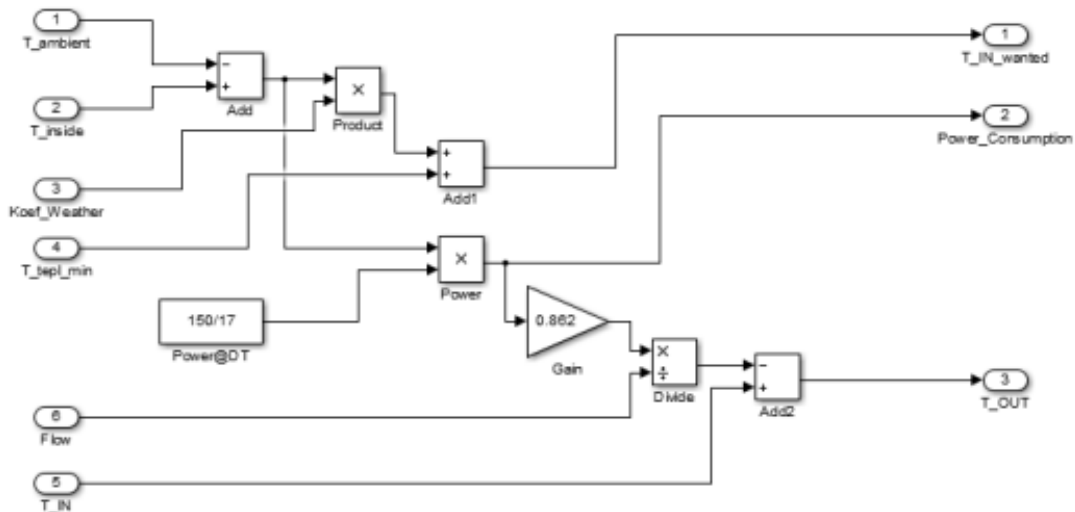 1
T_ambient
2
T_inside
3
Koef_Weather
4
T_tepl_min
−
+
Add
×
Product
+
+
Add1
1
T_IN_wanted
2
Power_Consumption
×
Power
150/17
Power@DT
0.862
Gain
×
÷
Divide
−
+
Add2
3
T_OUT
6
Flow
5
T_IN